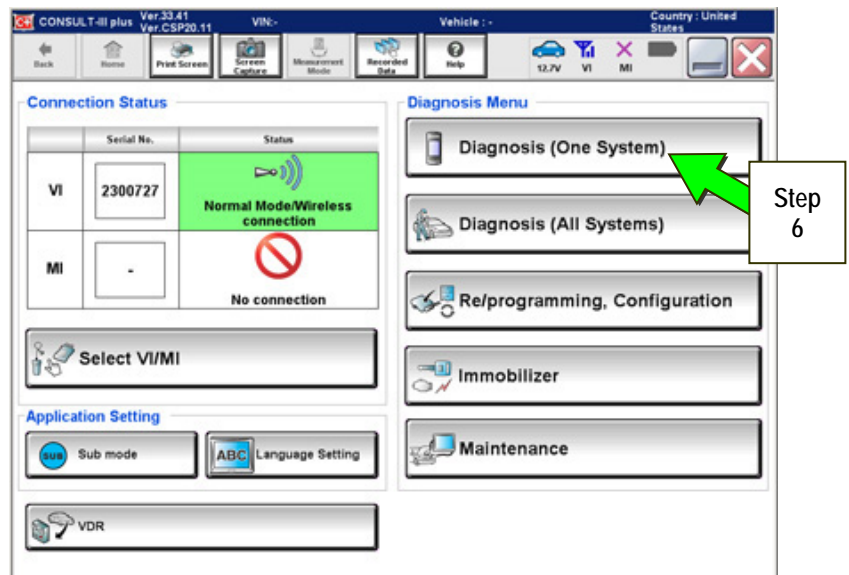 CONSULT-III plus Ver.33.41
Ver.CSP20.11
VIN:-
Vehicle : -
Country : United
States
Back
Home
Print Screen
Screen
Capture
Measurement
Mode
Recorded
Data
Help
12.7V
VI
MI
Connection Status
Serial No.
Status
VI
2300727
Normal Mode/Wireless
connection
MI
-
No connection
Select VI/MI
Application Setting
SUB
Sub mode
ABC
Language Setting
VDR
Diagnosis Menu
Diagnosis (One System)
Diagnosis (All Systems)
Re/programming, Configuration
Immobilizer
Maintenance
Step
6